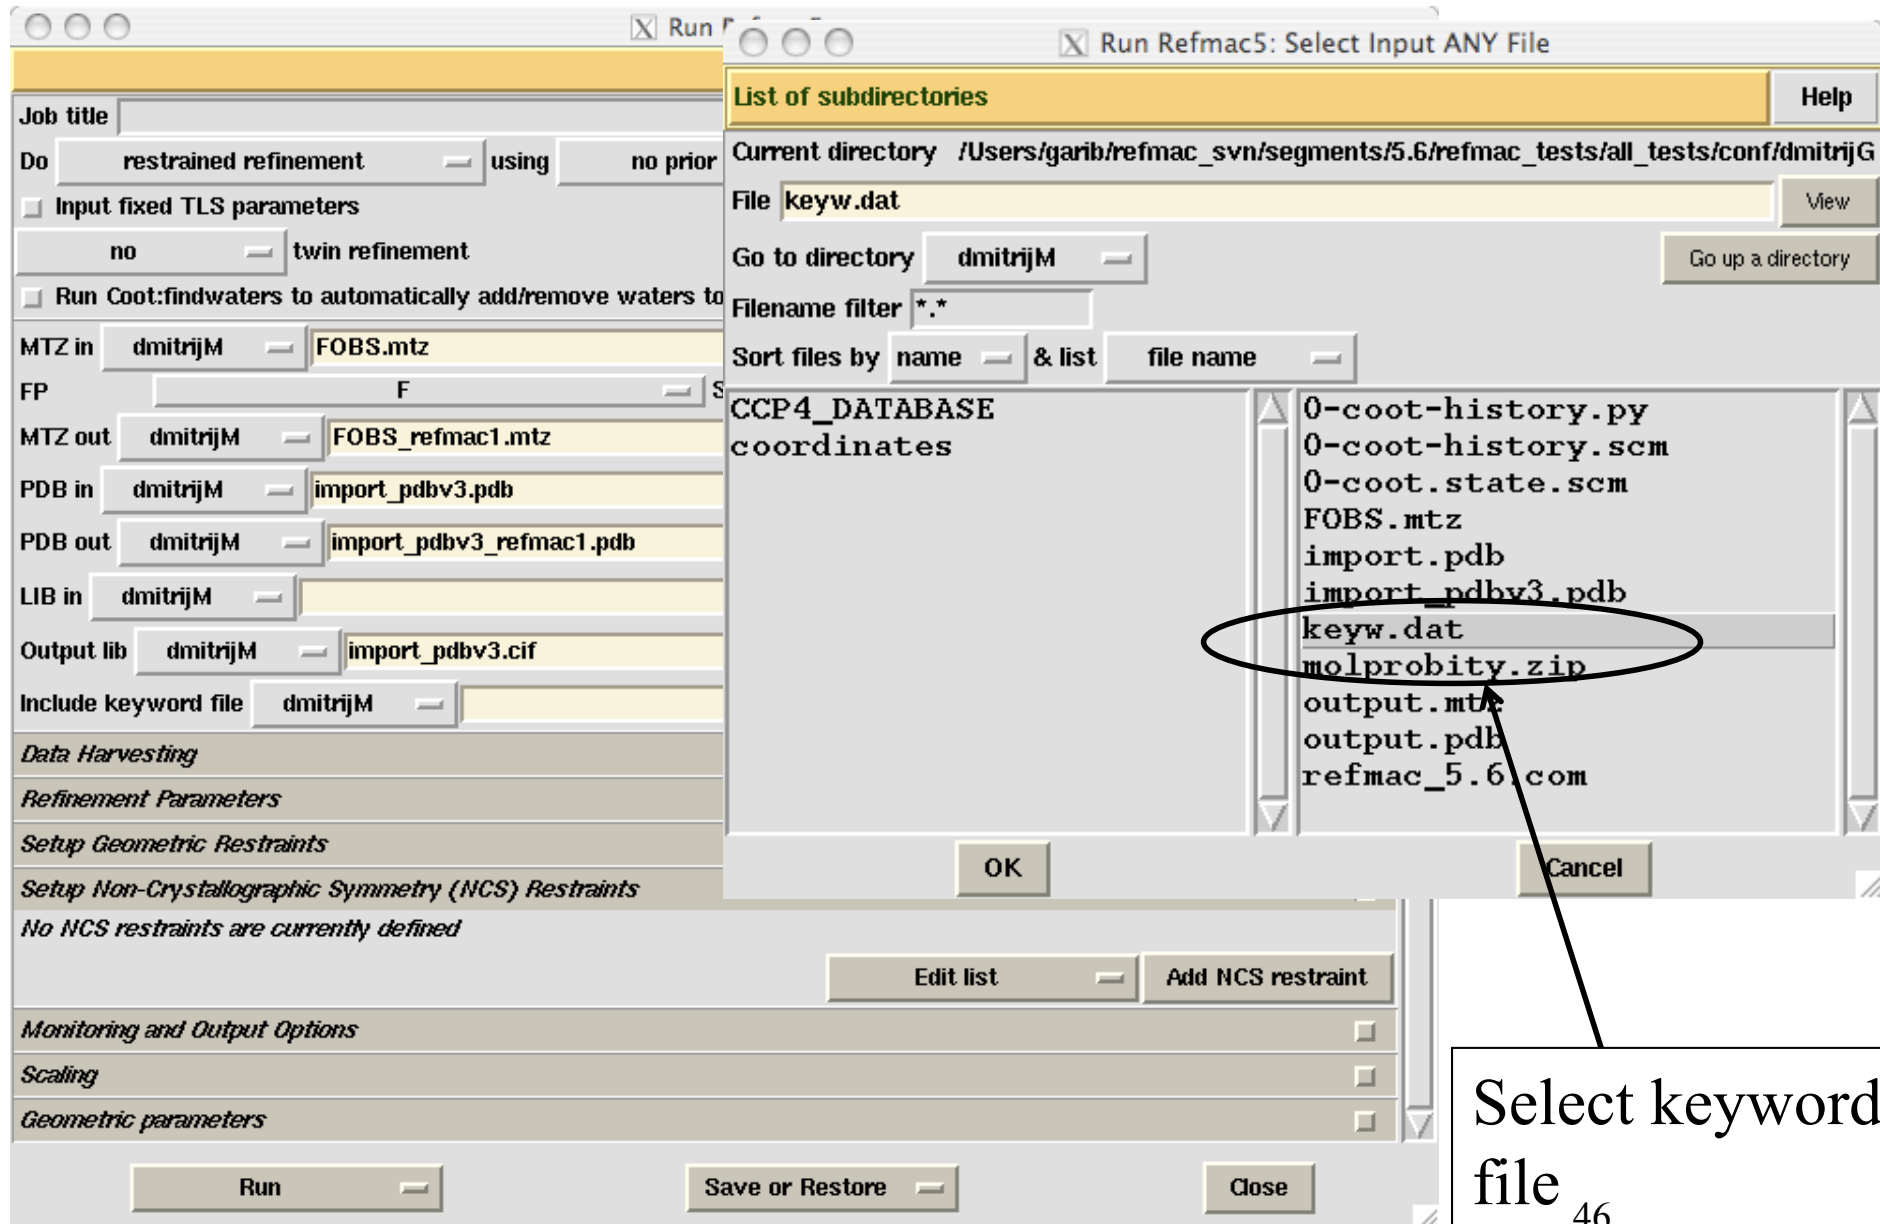 Run
Job title
Do restrained refinement using no prior
Input fixed TLS parameters
no twin refinement
Run Coot:findwaters to automatically add/remove waters to
MTZ in dmitrijM FOBS.mtz
FP F S
MTZ out dmitrijM FOBS_refmac1.mtz
PDB in dmitrijM import_pdbv3.pdb
PDB out dmitrijM import_pdbv3_refmac1.pdb
LIB in dmitrijM
Output lib dmitrijM import_pdbv3.cif
Include keyword file dmitrijM
Data Harvesting
Refinement Parameters
Setup Geometric Restraints
Setup Non-Crystallographic Symmetry (NCS) Restraints
No NCS restraints are currently defined
Edit list Add NCS restraint
Monitoring and Output Options
Scaling
Geometric parameters
Run Save or Restore Close
X Run Refmac5: Select Input ANY File
List of subdirectories Help
Current directory /Users/garib/refmac_svn/segments/5.6/refmac_tests/all_tests/conf/dmitrijG
File keyw.dat View
Go to directory dmitrijM Go up a directory
Filename filter *.*
Sort files by name & list file name
CCP4_DATABASE
coordinates
0-coot-history.py
0-coot-history.scm
0-coot.state.scm
FOBS.mtz
import.pdb
import_pdbv3.pdb
keyw.dat
molprobity.zip
output.mtz
output.pdb
refmac_5.6.com
OK Cancel
Select keyword
file
46